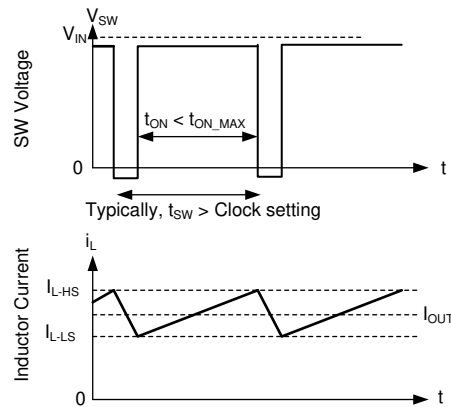 V_SW
V_IN
SW Voltage
t_ON < t_ON_MAX
0
t
Typically, t_SW > Clock setting
i_L
Inductor Current
I_L-HS
I_OUT
I_L-LS
0
t